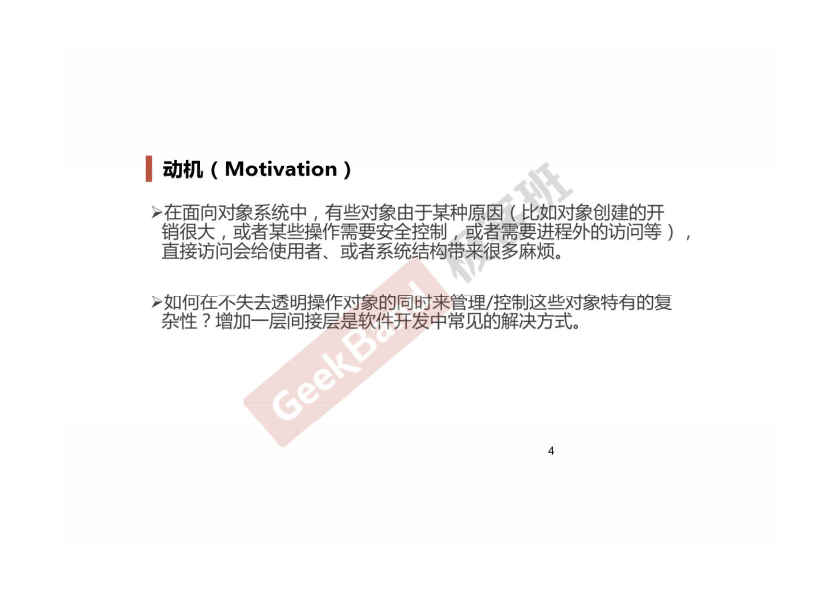 动机（Motivation）
➢在面向对象系统中，有些对象由于某种原因（比如对象创建的开
销很大，或者某些操作需要安全控制，或者需要进程外的访问等），
直接访问会给使用者、或者系统结构带来很多麻烦。
➢如何在不失去透明操作对象的同时来管理/控制这些对象特有的复
杂性？增加一层间接层是软件开发中常见的解决方式。
GeekBand 极客班
4